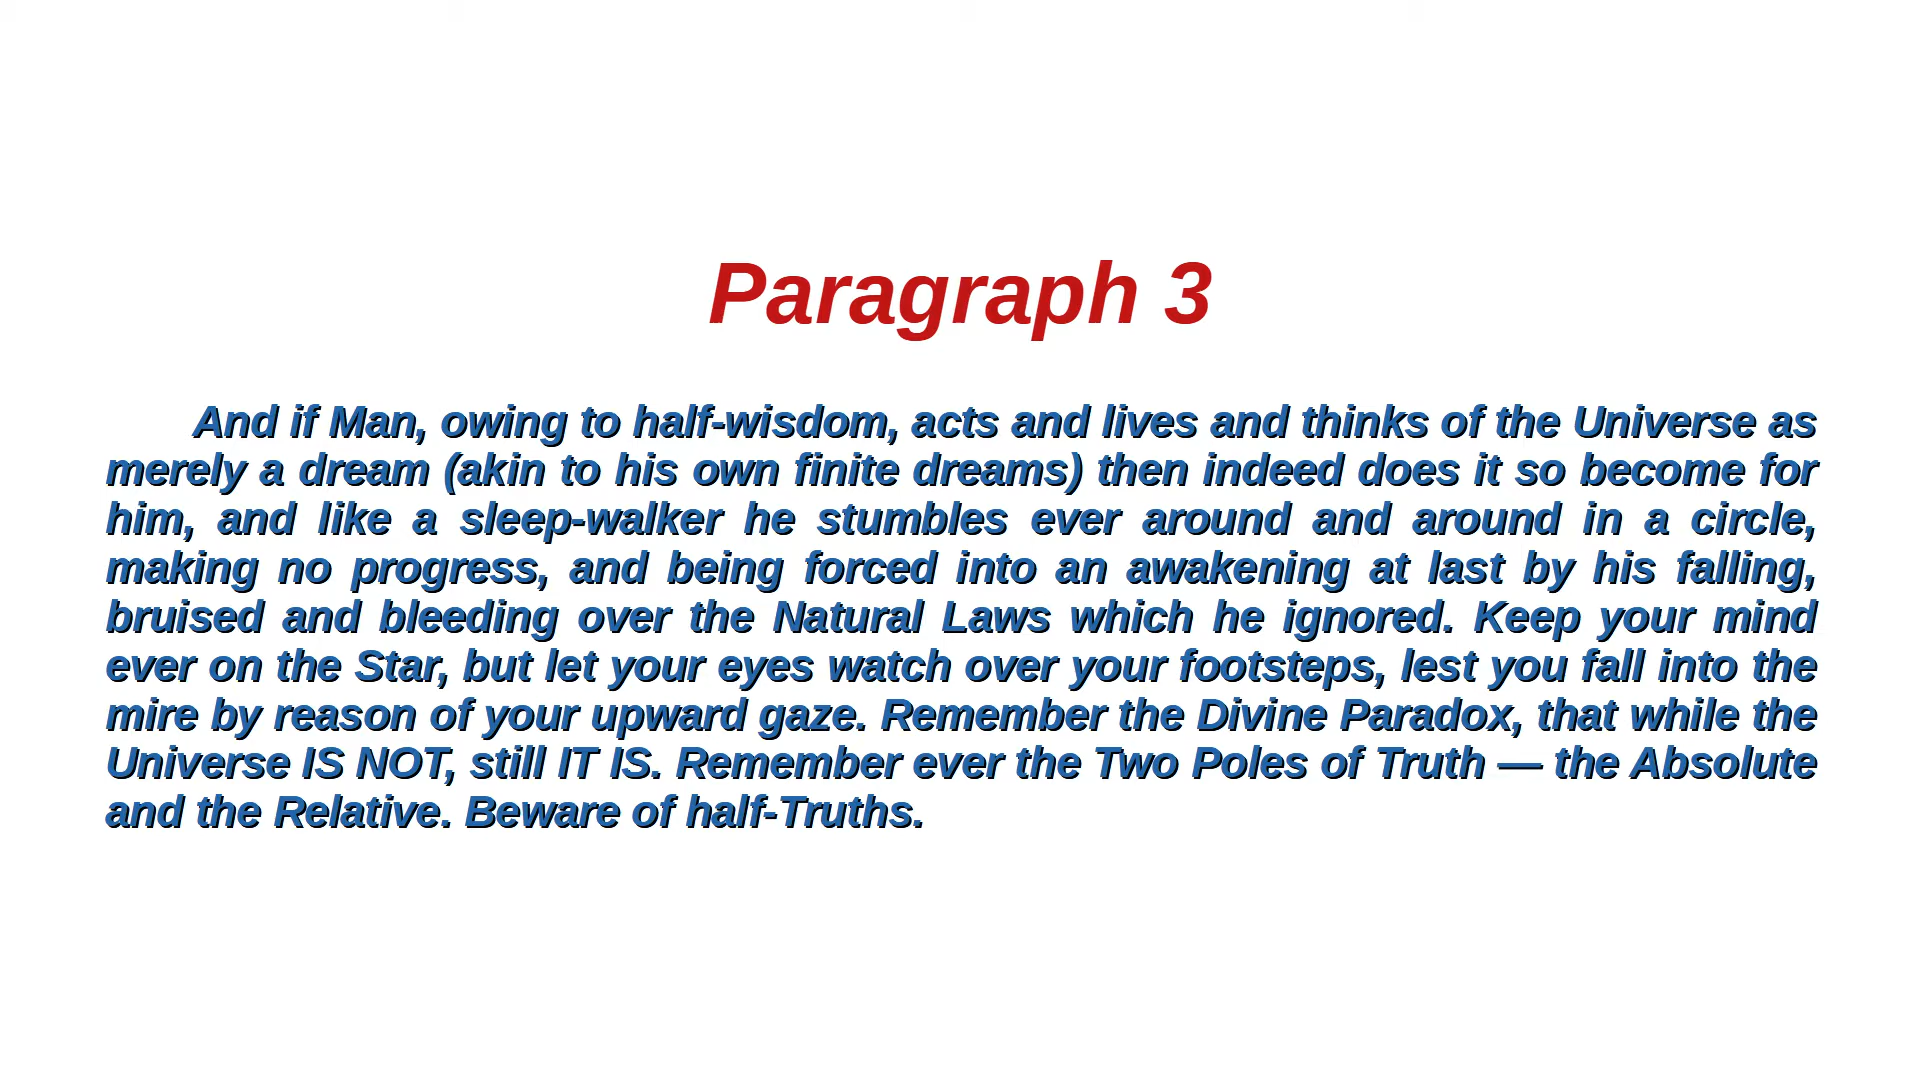 Paragraph 3
And if Man, owing to half-wisdom, acts and lives and thinks of the Universe as
merely a dream (akin to his own finite dreams) then indeed does it so become for
him, and like a sleep-walker he stumbles ever around and around in a circle,
making no progress, and being forced into an awakening at last by his falling,
bruised and bleeding over the Natural Laws which he ignored. Keep your mind
ever on the Star, but let your eyes watch over your footsteps, lest you fall into the
mire by reason of your upward gaze. Remember the Divine Paradox, that while the
Universe IS NOT, still IT IS. Remember ever the Two Poles of Truth — the Absolute
and the Relative. Beware of half-Truths.